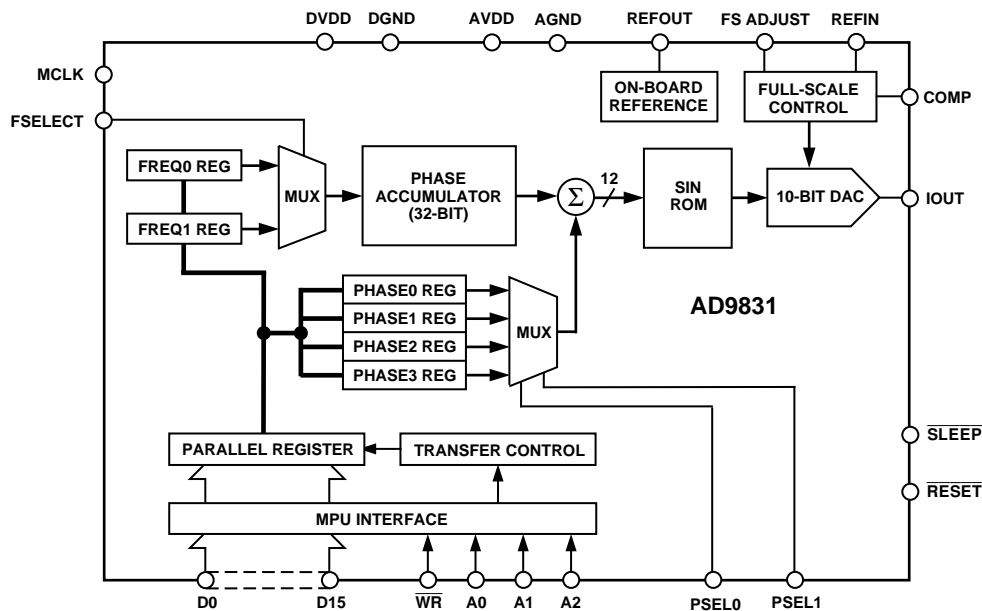 DVDD DGND AVDD AGND REFOUT FS ADJUST REFIN
MCLK
FSELECT
ON-BOARD
REFERENCE
FULL-SCALE
CONTROL
COMP
FREQ0 REG
MUX
PHASE
ACCUMULATOR
(32-BIT)
Σ
12
SIN
ROM
10-BIT DAC
IOUT
FREQ1 REG
PHASE0 REG
PHASE1 REG
PHASE2 REG
PHASE3 REG
MUX
AD9831
PARALLEL REGISTER
TRANSFER CONTROL
SLEEP
RESET
MPU INTERFACE
D0 D15 WR A0 A1 A2 PSEL0 PSEL1